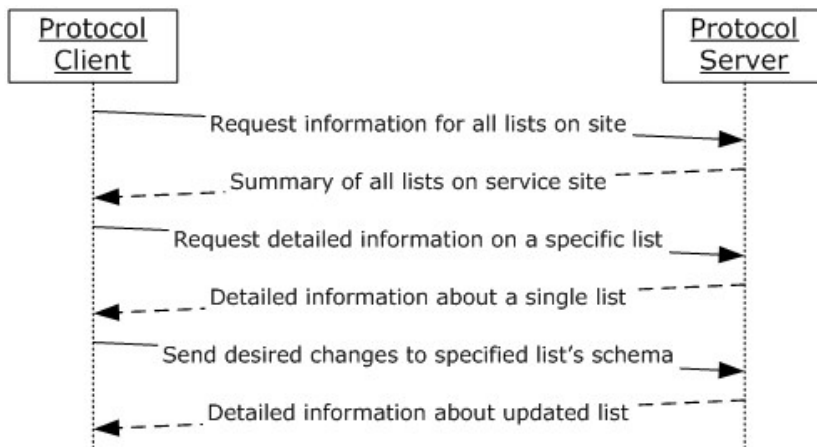 Protocol
Client
Protocol
Server
Request information for all lists on site
Summary of all lists on service site
Request detailed information on a specific list
Detailed information about a single list
Send desired changes to specified list's schema
Detailed information about updated list